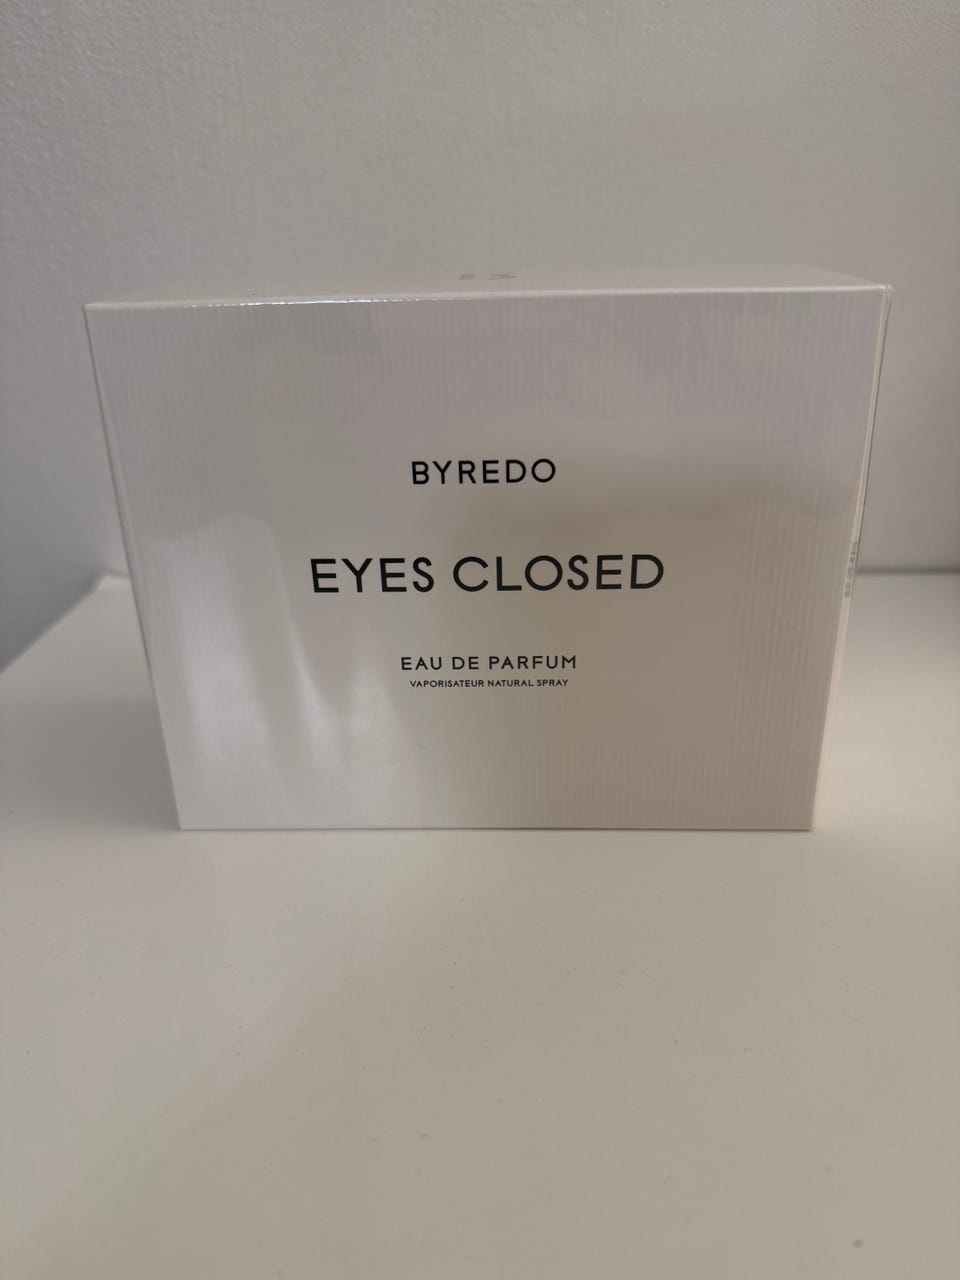 BYREDO
EYES CLOSED
EAU DE PARFUM
VAPORISATEUR NATURAL SPRAY